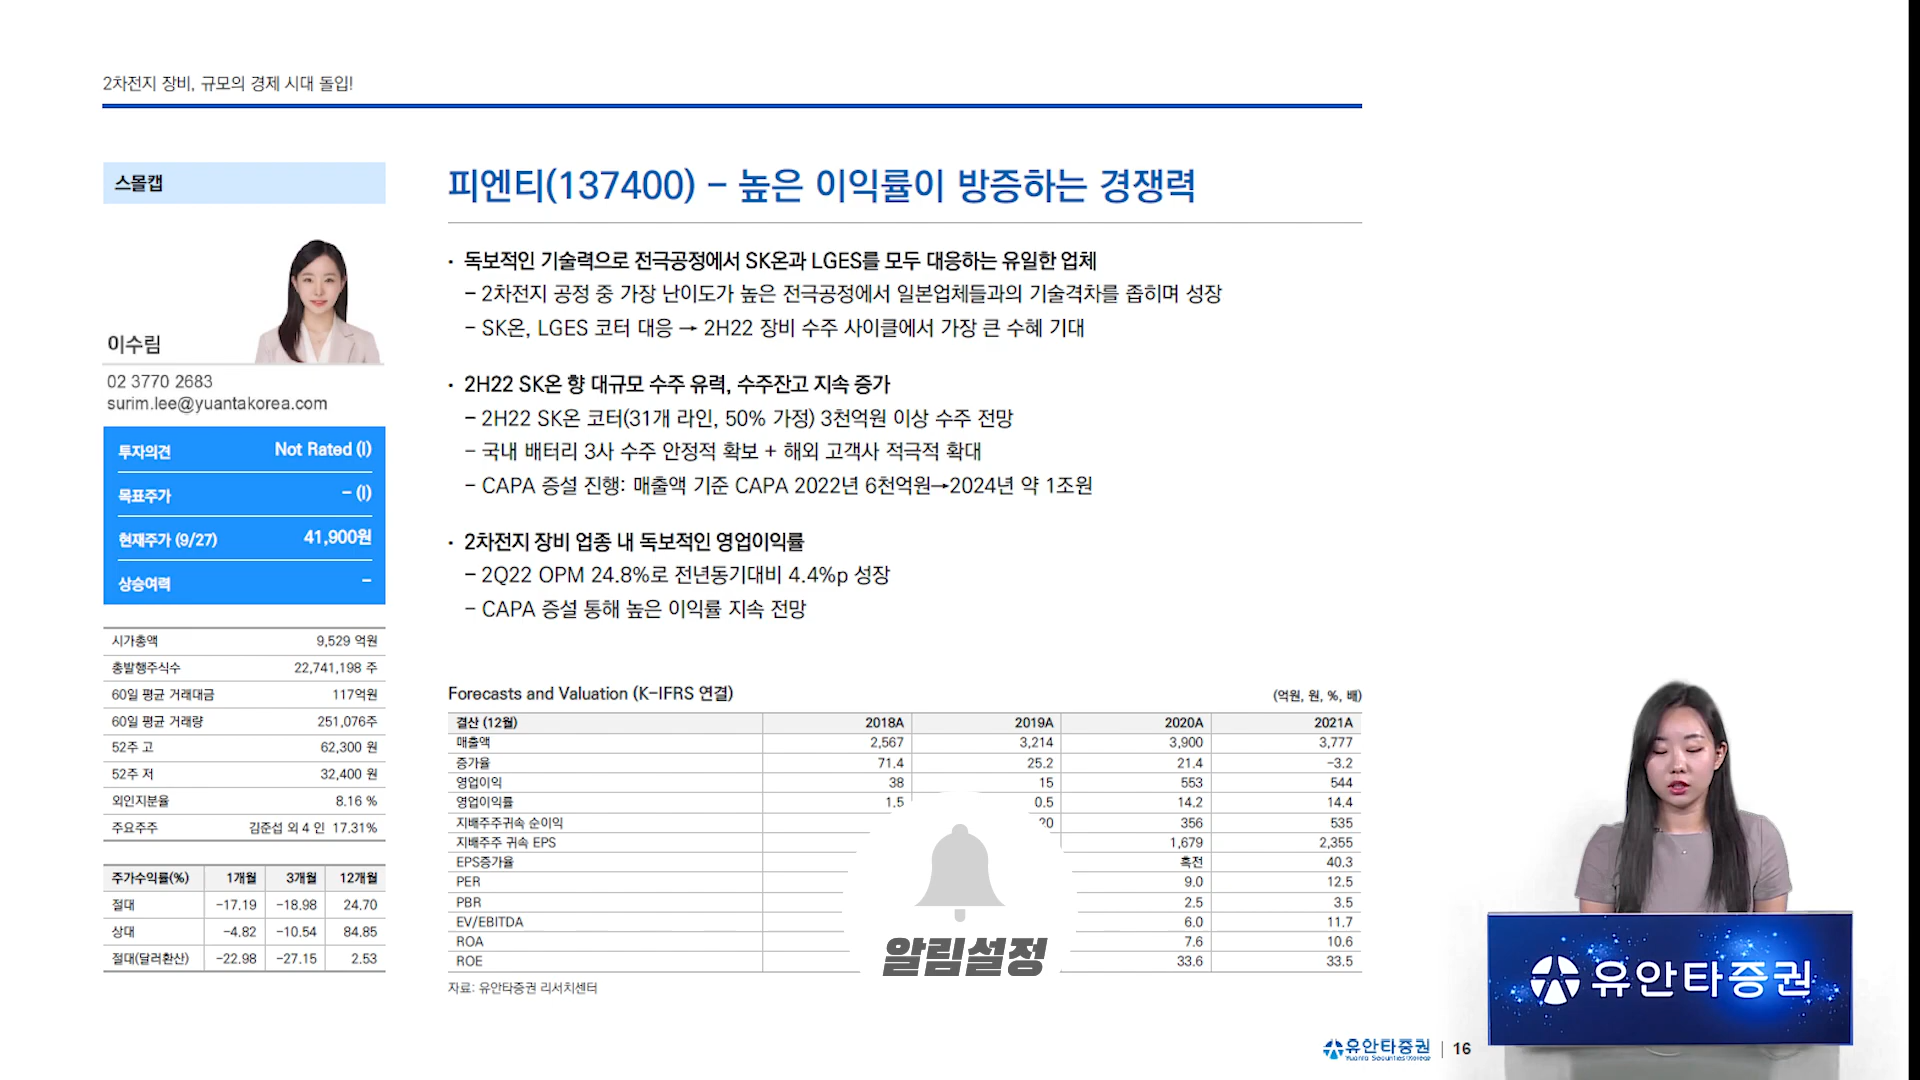 2차전지 장비, 규모의 경제 시대 돌입!
스몰캡
이수림
02 3770 2683
surim.lee@yuantakorea.com
투자의견 Not Rated (I)
목표주가 – (I)
현재주가 (9/27) 41,900원
상승여력 –
시가총액 9,529 억원
총발행주식수 22,741,198 주
60일 평균 거래대금 117억원
60일 평균 거래량 251,076주
52주 고 62,300 원
52주 저 32,400 원
외인지분율 8.16 %
주요주주 김준섭 외 4 인 17.31%
주가수익률(%) 1개월 3개월 12개월
절대 -17.19 -18.98 24.70
상대 -4.82 -10.54 84.85
절대(달러환산) -22.98 -27.15 2.53
피엔티(137400) – 높은 이익률이 방증하는 경쟁력
• 독보적인 기술력으로 전극공정에서 SK온과 LGES를 모두 대응하는 유일한 업체
– 2차전지 공정 중 가장 난이도가 높은 전극공정에서 일본업체들과의 기술격차를 좁히며 성장
– SK온, LGES 코터 대응 → 2H22 장비 수주 사이클에서 가장 큰 수혜 기대
• 2H22 SK온 향 대규모 수주 유력, 수주잔고 지속 증가
– 2H22 SK온 코터(31개 라인, 50% 가정) 3천억원 이상 수주 전망
– 국내 배터리 3사 수주 안정적 확보 + 해외 고객사 적극적 확대
– CAPA 증설 진행: 매출액 기준 CAPA 2022년 6천억원→2024년 약 1조원
• 2차전지 장비 업종 내 독보적인 영업이익률
– 2Q22 OPM 24.8%로 전년동기대비 4.4%p 성장
– CAPA 증설 통해 높은 이익률 지속 전망
Forecasts and Valuation (K-IFRS 연결) (억원, 원, %, 배)
결산 (12월) 2018A 2019A 2020A 2021A
매출액 2,567 3,214 3,900 3,777
증가율 71.4 25.2 21.4 -3.2
영업이익 38 15 553 544
영업이익률 1.5 0.5 14.2 14.4
지배주주귀속 순이익 356 535
지배주주 귀속 EPS 1,679 2,355
EPS증가율 흑전 40.3
PER 9.0 12.5
PBR 2.5 3.5
EV/EBITDA 6.0 11.7
ROA 7.6 10.6
ROE 33.6 33.5
자료: 유안타증권 리서치센터
알림설정
유안타증권
유안타증권 | 16
Yuanta Securities Korea